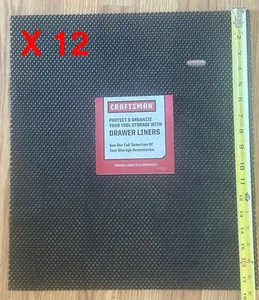 X 12
CRAFTSMAN
PROTECT & ORGANIZE
YOUR TOOL STORAGE WITH
DRAWER LINERS
See Our Full Selection Of
Tool Storage Accessories